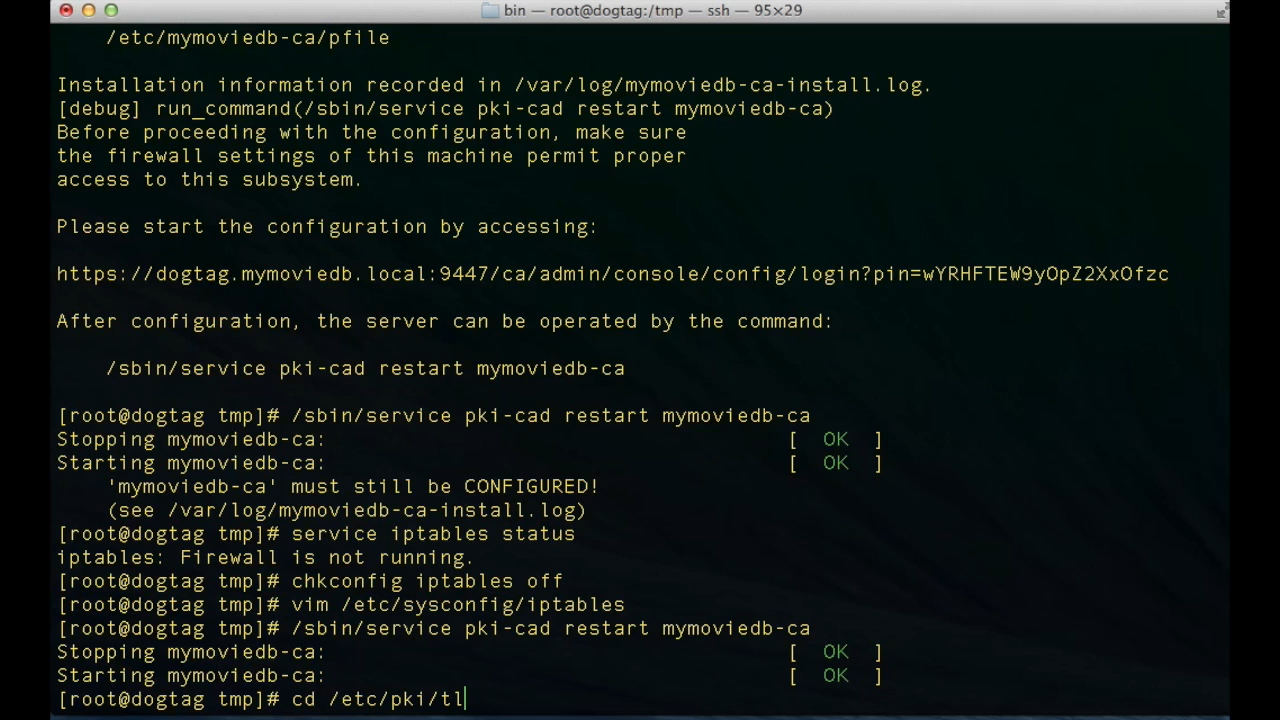 bin — root@dogtag:/tmp — ssh — 95×29
/etc/mymoviedb-ca/pfile
Installation information recorded in /var/log/mymoviedb-ca-install.log.
[debug] run_command(/sbin/service pki-cad restart mymoviedb-ca)
Before proceeding with the configuration, make sure
the firewall settings of this machine permit proper
access to this subsystem.
Please start the configuration by accessing:
https://dogtag.mymoviedb.local:9447/ca/admin/console/config/login?pin=wYRHFTEW9yOpZ2XxOfzc
After configuration, the server can be operated by the command:
/sbin/service pki-cad restart mymoviedb-ca
[root@dogtag tmp]# /sbin/service pki-cad restart mymoviedb-ca
Stopping mymoviedb-ca: [ OK ]
Starting mymoviedb-ca: [ OK ]
'mymoviedb-ca' must still be CONFIGURED!
(see /var/log/mymoviedb-ca-install.log)
[root@dogtag tmp]# service iptables status
iptables: Firewall is not running.
[root@dogtag tmp]# chkconfig iptables off
[root@dogtag tmp]# vim /etc/sysconfig/iptables
[root@dogtag tmp]# /sbin/service pki-cad restart mymoviedb-ca
Stopping mymoviedb-ca: [ OK ]
Starting mymoviedb-ca: [ OK ]
[root@dogtag tmp]# cd /etc/pki/tl